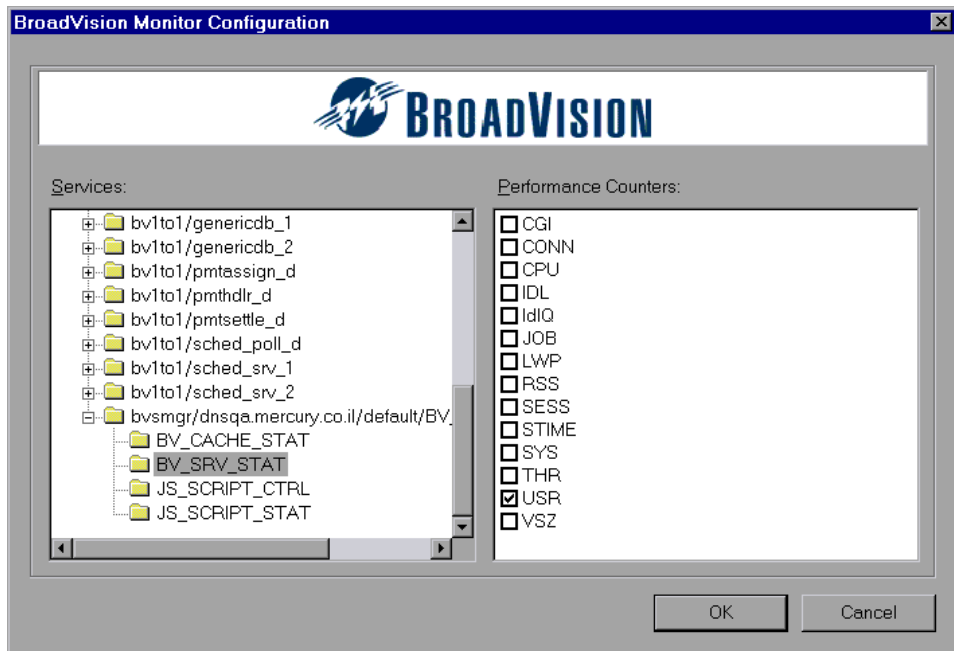 BroadVision Monitor Configuration
BROADVISION
Services:
bv1to1/genericdb_1
bv1to1/genericdb_2
bv1to1/pmtassign_d
bv1to1/pmthdlr_d
bv1to1/pmtsettle_d
bv1to1/sched_poll_d
bv1to1/sched_srv_1
bv1to1/sched_srv_2
bvsmgr/dnsqa.mercury.co.il/default/BV_
BV_CACHE_STAT
BV_SRV_STAT
JS_SCRIPT_CTRL
JS_SCRIPT_STAT
Performance Counters:
CGI
CONN
CPU
IDL
IdlQ
JOB
LWP
RSS
SESS
STIME
SYS
THR
USR
VSZ
OK
Cancel